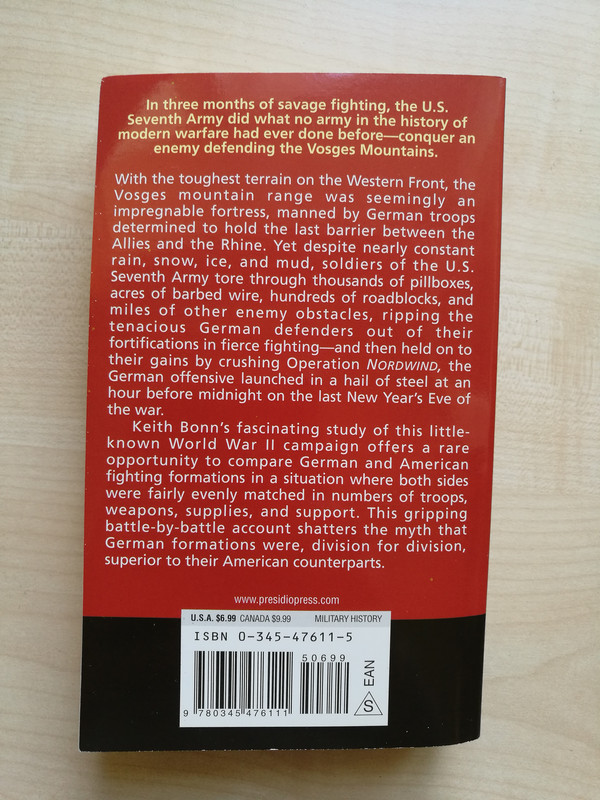 In three months of savage fighting, the U.S.
Seventh Army did what no army in the history of
modern warfare had ever done before—conquer an
enemy defending the Vosges Mountains.
With the toughest terrain on the Western Front, the
Vosges mountain range was seemingly an
impregnable fortress, manned by German troops
determined to hold the last barrier between the
Allies and the Rhine. Yet despite nearly constant
rain, snow, ice, and mud, soldiers of the U.S.
Seventh Army tore through thousands of pillboxes,
acres of barbed wire, hundreds of roadblocks, and
miles of other enemy obstacles, ripping the
tenacious German defenders out of their
fortifications in fierce fighting—and then held on to
their gains by crushing Operation NORDWIND, the
German offensive launched in a hail of steel at an
hour before midnight on the last New Year's Eve of
the war.
Keith Bonn's fascinating study of this little-
known World War II campaign offers a rare
opportunity to compare German and American
fighting formations in a situation where both sides
were fairly evenly matched in numbers of troops,
weapons, supplies, and support. This gripping
battle-by-battle account shatters the myth that
German formations were, division for division,
superior to their American counterparts.
www.presidiopress.com
U.S.A. $6.99 CANADA $9.99 MILITARY HISTORY
ISBN 0-345-47611-5
50699
9 780345 476111
EAN
S